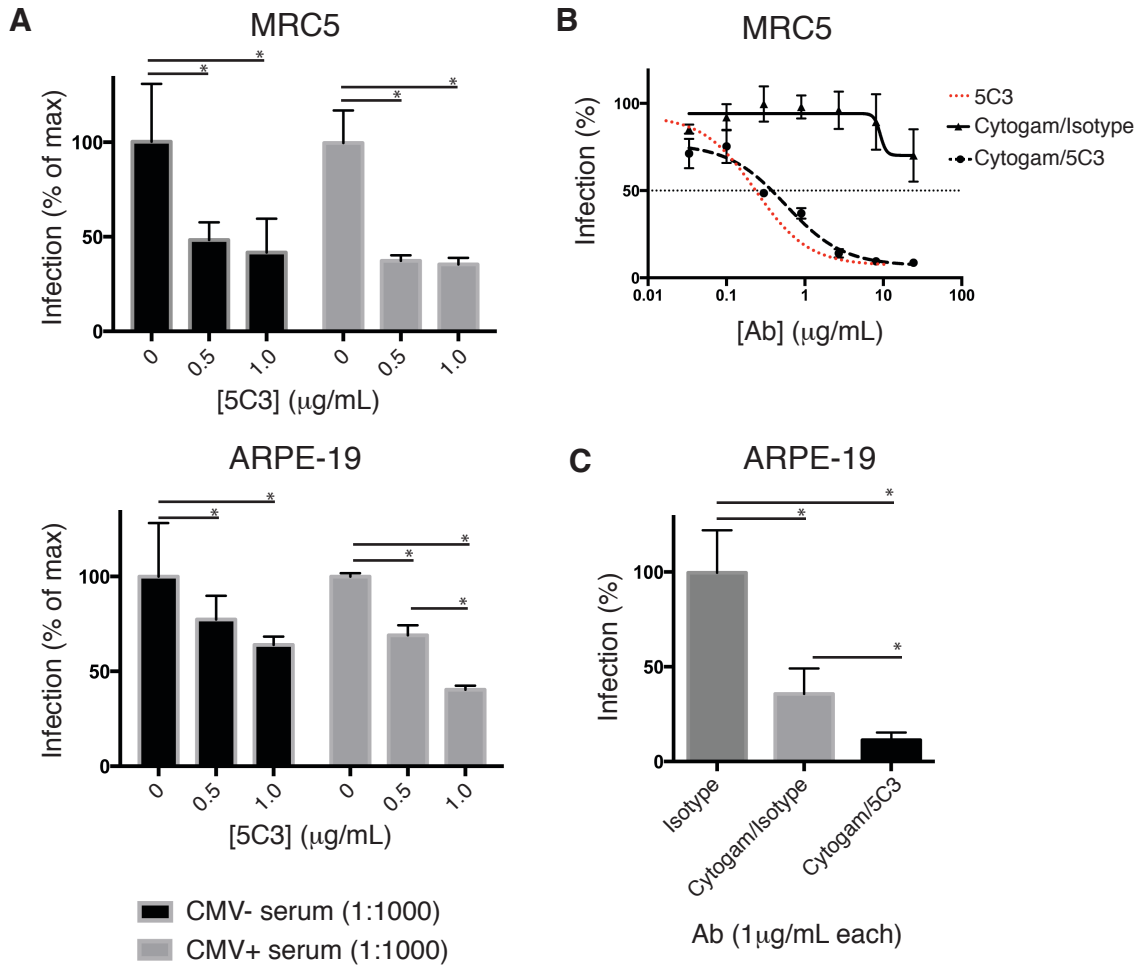 A
MRC5
Infection (% of max)
100
50
0
* *
* *
0 0.5 1.0 0 0.5 1.0
[5C3] (μg/mL)
B
MRC5
Infection (%)
100
50
0
0.01 0.1 1 10 100
[Ab] (μg/mL)
5C3
Cytogam/Isotype
Cytogam/5C3
ARPE-19
Infection (% of max)
100
50
0
* *
* * *
0 0.5 1.0 0 0.5 1.0
[5C3] (μg/mL)
CMV- serum (1:1000)
CMV+ serum (1:1000)
C
ARPE-19
Infection (%)
100
50
0
* * *
Isotype
Cytogam/Isotype
Cytogam/5C3
Ab (1μg/mL each)